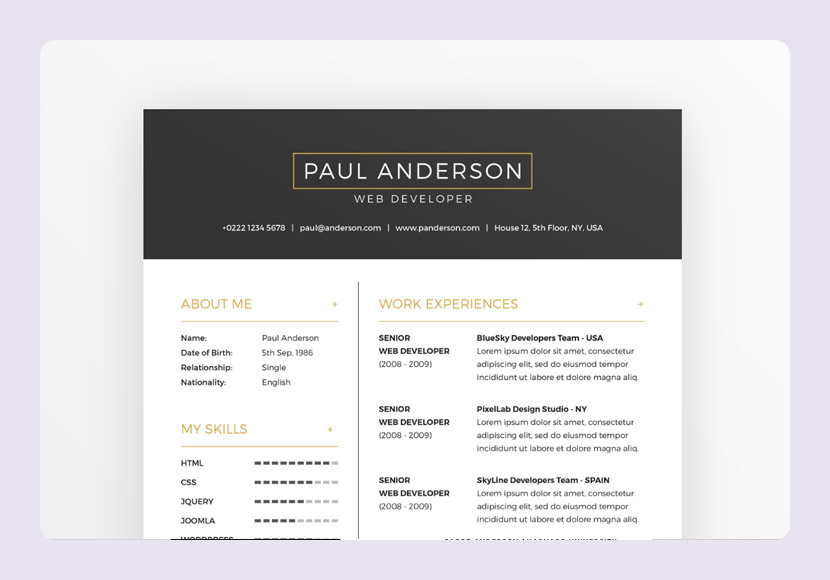 PAUL ANDERSON
WEB DEVELOPER
+0222 1234 5678 | paul@anderson.com | www.panderson.com | House 12, 5th Floor, NY, USA
ABOUT ME +
Name: Paul Anderson
Date of Birth: 5th Sep, 1986
Relationship: Single
Nationality: English
MY SKILLS +
HTML
CSS
JQUERY
JOOMLA
WORDPRESS
WORK EXPERIENCES +
SENIOR
WEB DEVELOPER
(2008 - 2009)
BlueSky Developers Team - USA
Lorem ipsum dolor sit amet, consectetur
adipiscing elit, sed do eiusmod tempor
incididunt ut labore et dolore magna aliq.
SENIOR
WEB DEVELOPER
(2008 - 2009)
PixelLab Design Studio - NY
Lorem ipsum dolor sit amet, consectetur
adipiscing elit, sed do eiusmod tempor
incididunt ut labore et dolore magna aliq.
SENIOR
WEB DEVELOPER
(2008 - 2009)
SkyLine Developers Team - SPAIN
Lorem ipsum dolor sit amet, consectetur
adipiscing elit, sed do eiusmod tempor
incididunt ut labore et dolore magna aliq.